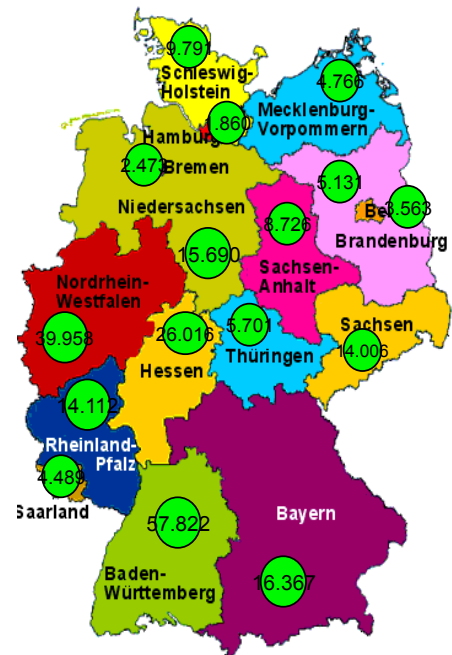 9.791
Schleswig-
Holstein
4.766
Mecklenburg-
Vorpommern
.860
Hamburg
2.473
Bremen
5.131
Be
3.563
Niedersachsen
8.726
Brandenburg
15.690
Sachsen-
Anhalt
Nordrhein-
Westfalen
39.958
26.016
5.701
Sachsen
14.006
Hessen
Thüringen
14.112
Rheinland-
Pfalz
4.489
Saarland
57.822
Bayern
Baden-
Württemberg
16.367